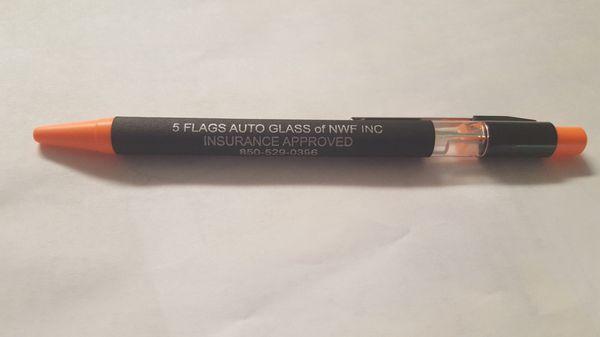 5 FLAGS AUTO GLASS of NWF INC
INSURANCE APPROVED
850-529-0396